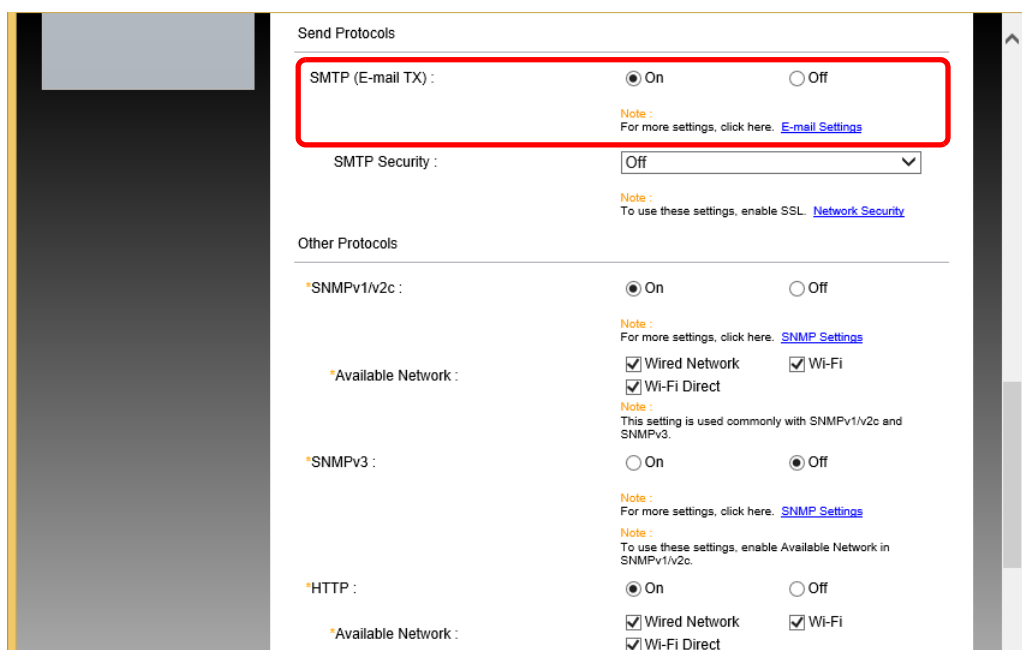 Send Protocols
SMTP (E-mail TX) : On Off
Note :
For more settings, click here. E-mail Settings
SMTP Security : Off
Note :
To use these settings, enable SSL. Network Security
Other Protocols
*SNMPv1/v2c : On Off
Note :
For more settings, click here. SNMP Settings
*Available Network : Wired Network Wi-Fi
Wi-Fi Direct
Note :
This setting is used commonly with SNMPv1/v2c and
SNMPv3.
*SNMPv3 : On Off
Note :
For more settings, click here. SNMP Settings
Note :
To use these settings, enable Available Network in
SNMPv1/v2c.
*HTTP : On Off
*Available Network : Wired Network Wi-Fi
Wi-Fi Direct